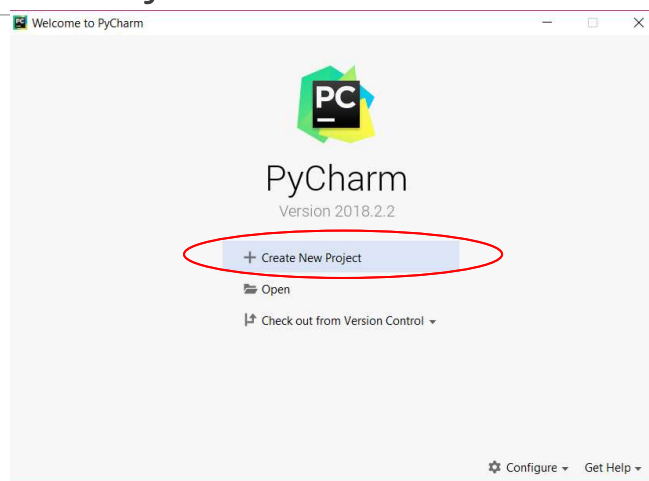 Welcome to PyCharm
PC
PyCharm
Version 2018.2.2
Create New Project
Open
Check out from Version Control
Configure
Get Help